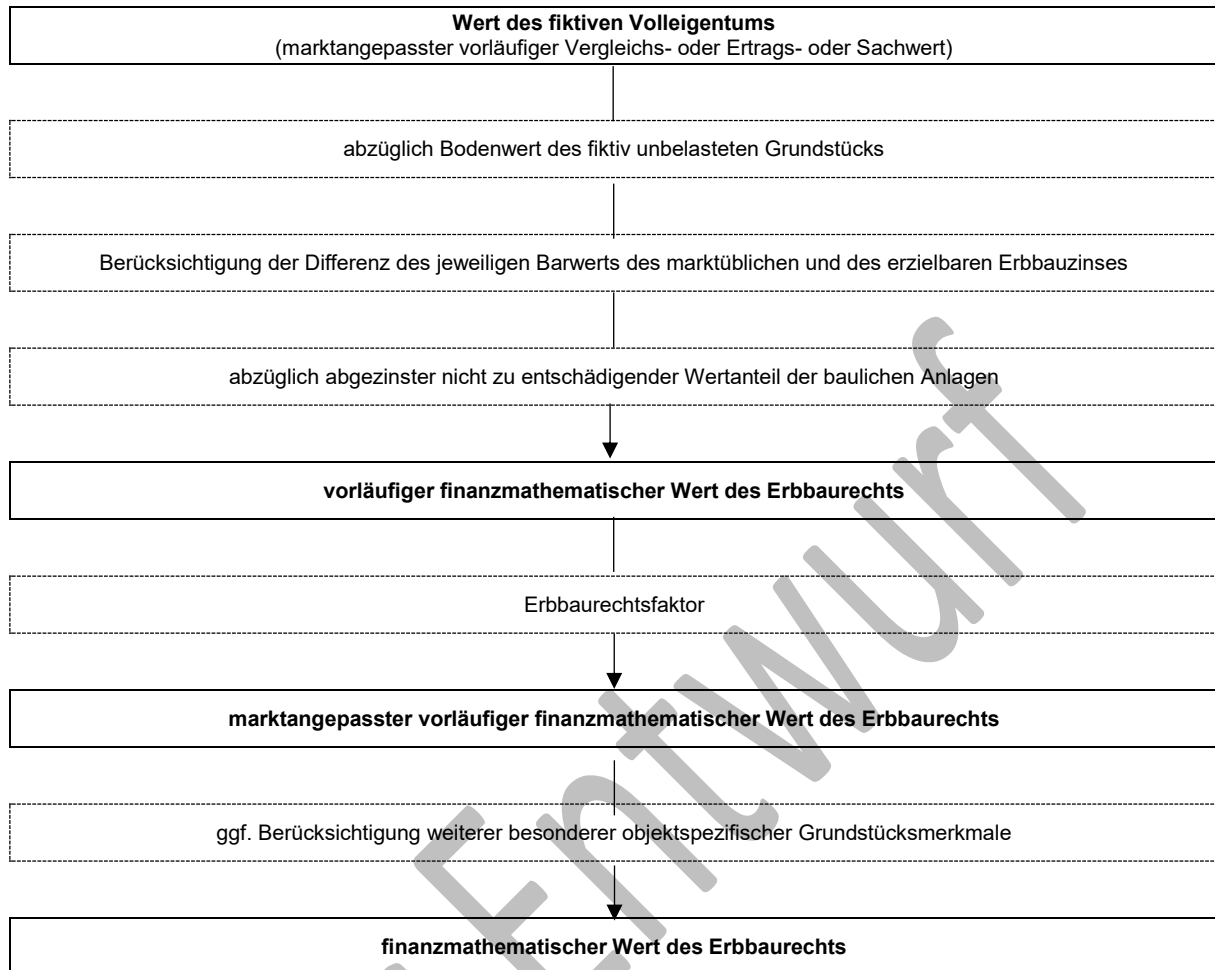 Wert des fiktiven Volleigentums
(marktangepasster vorläufiger Vergleichs- oder Ertrags- oder Sachwert)
abzüglich Bodenwert des fiktiv unbelasteten Grundstücks
Berücksichtigung der Differenz des jeweiligen Barwerts des marktüblichen und des erzielbaren Erbbauzinses
abzüglich abgezinster nicht zu entschädigender Wertanteil der baulichen Anlagen
vorläufiger finanzmathematischer Wert des Erbbaurechts
Erbbaurechtsfaktor
marktangepasster vorläufiger finanzmathematischer Wert des Erbbaurechts
ggf. Berücksichtigung weiterer besonderer objektspezifischer Grundstücksmerkmale
finanzmathematischer Wert des Erbbaurechts
Entwurf